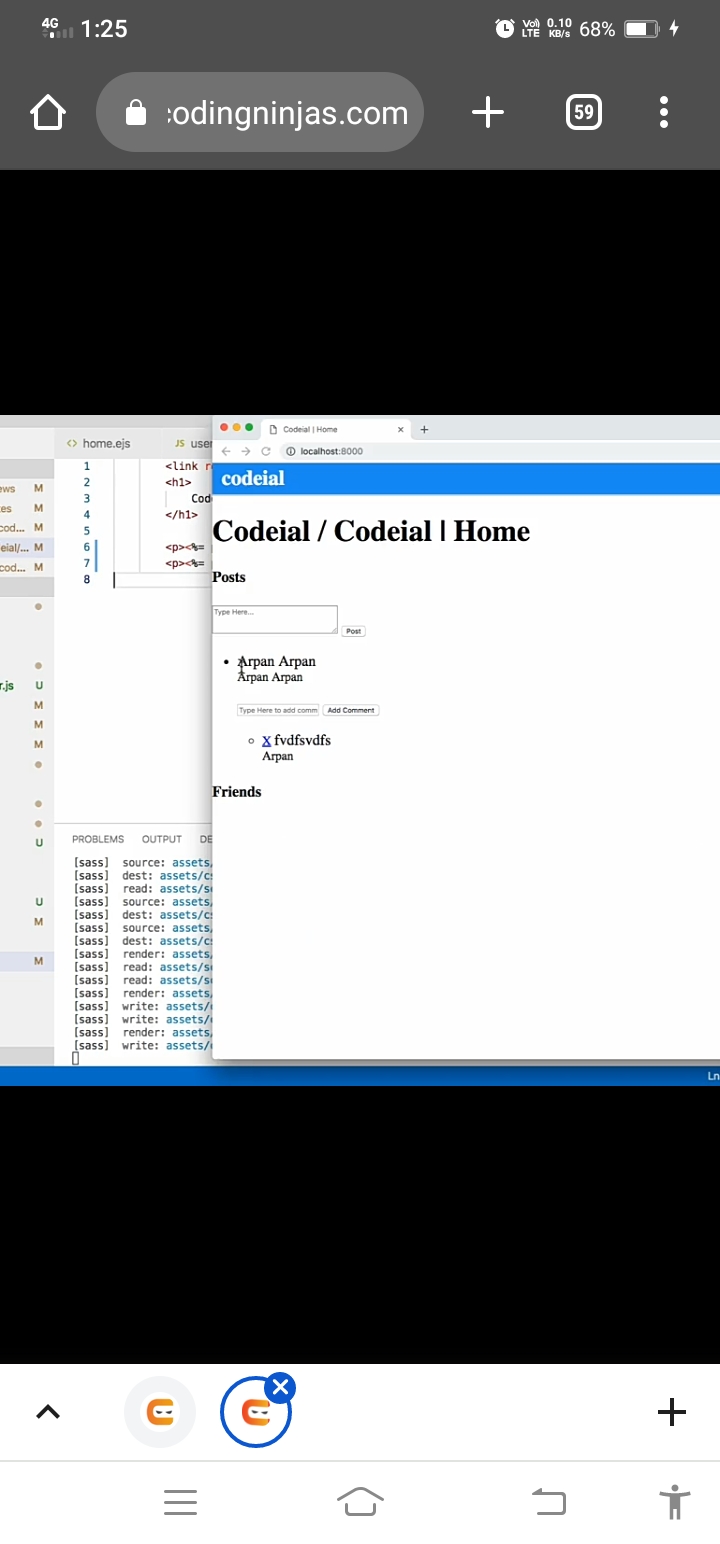 4G 1:25 Vo) LTE 0.10 KB/s 68%
codingninjas.com 59
home.ejs
JS user
Codeial | Home
localhost:8000
ews M
tes M
cod... M
eial/... M
cod... M
r.js U
M
M
M
U
U
M
M
1 <link r
2 <h1>
3 Cod
4 </h1>
5
6 <p><%=
7 <p><%=
8
codeial
Codeial / Codeial | Home
Posts
Type Here...
Post
Arpan Arpan
Arpan Arpan
Type Here to add comm Add Comment
X fvdfsvdfs
Arpan
Friends
PROBLEMS OUTPUT DE
[sass] source: assets/
[sass] dest: assets/cs
[sass] read: assets/sc
[sass] source: assets/
[sass] dest: assets/cs
[sass] source: assets/
[sass] dest: assets/cs
[sass] render: assets/
[sass] read: assets/sc
[sass] read: assets/sc
[sass] render: assets/
[sass] write: assets/c
[sass] write: assets/c
[sass] render: assets/
[sass] write: assets/c
Ln